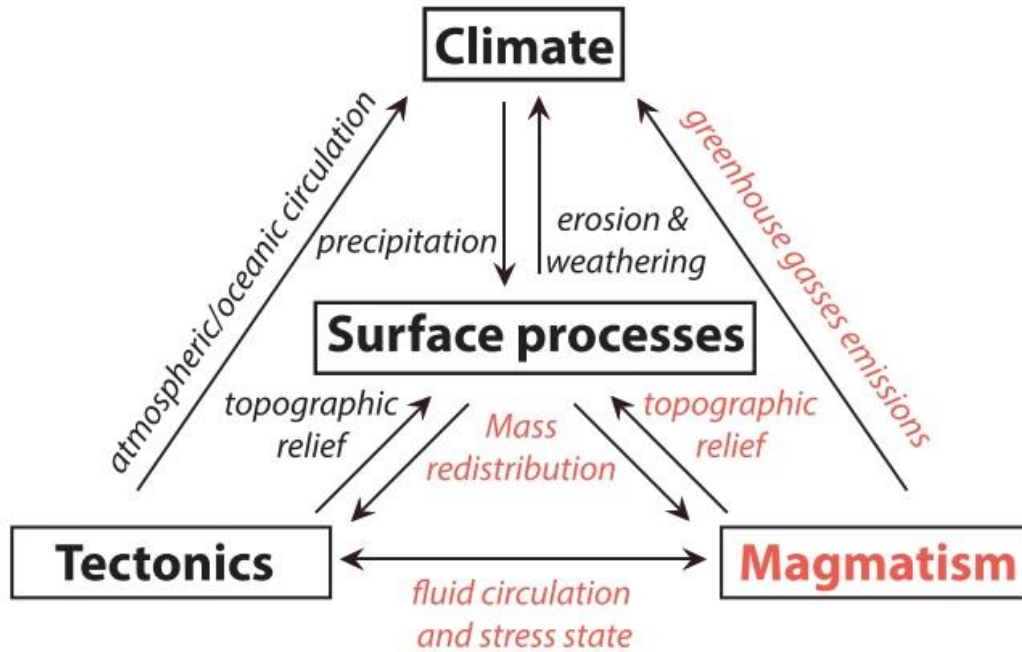 Climate
atmospheric/oceanic circulation
greenhouse gasses emissions
precipitation
erosion &
weathering
Surface processes
topographic
relief
Mass
redistribution
topographic
relief
Tectonics
Magmatism
fluid circulation
and stress state